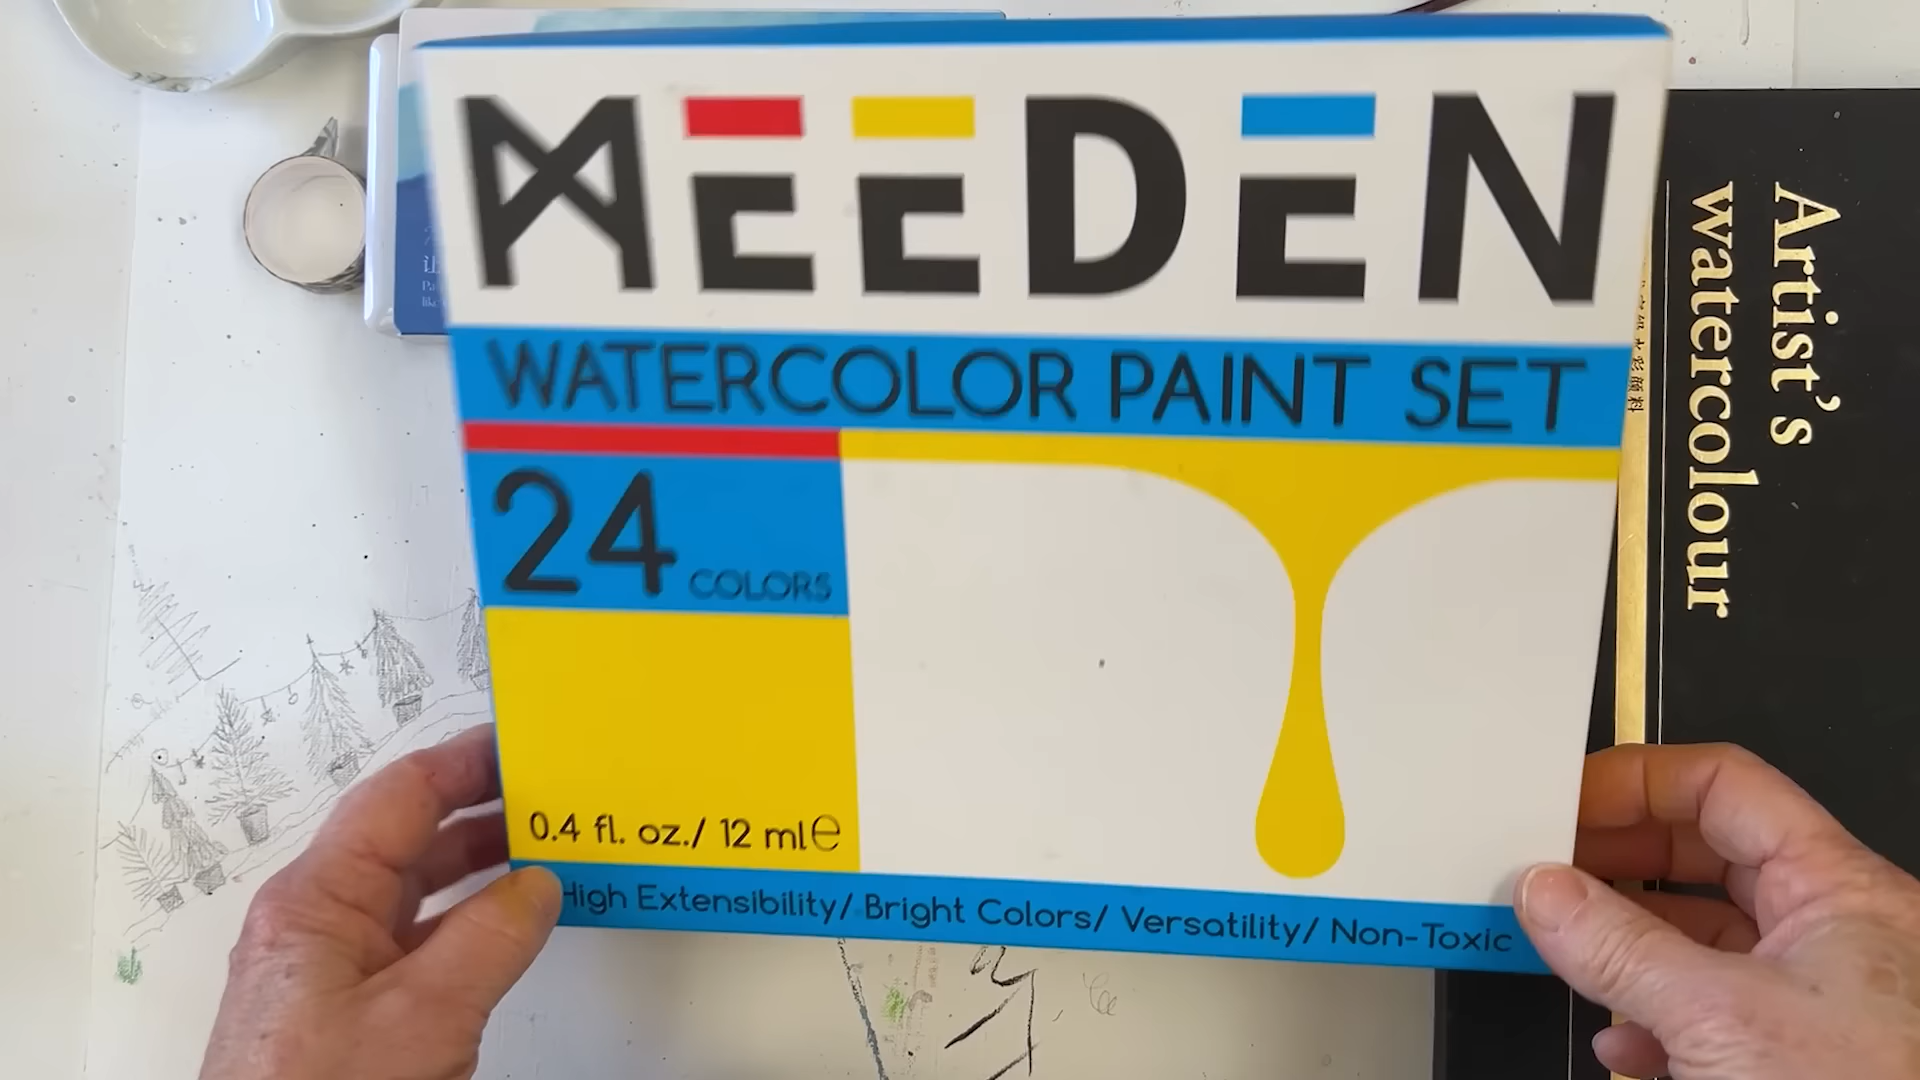 MEEDEN
WATERCOLOR PAINT SET
24 COLORS
0.4 fl. oz./ 12 ml℮
High Extensibility/ Bright Colors/ Versatility/ Non-Toxic
Artist's
watercolour